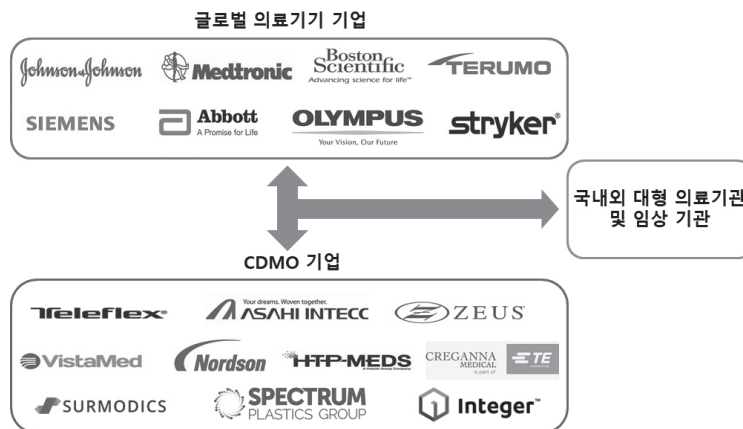 글로벌 의료기기 기업
Johnson & Johnson Medtronic Boston Scientific TERUMO
Advancing science for life™
SIEMENS Abbott OLYMPUS stryker®
A Promise for Life
Your Vision, Our Future
국내외 대형 의료기관
및 임상 기관
CDMO 기업
Teleflex® Your dreams. Woven together. ASAHI INTECC ZEUS
VistaMed Nordson HTP-MEDS CREGANNA MEDICAL is part of TE
SURMODICS SPECTRUM PLASTICS GROUP Integer™